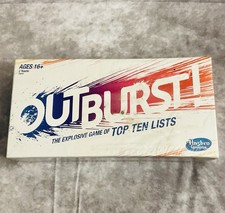 AGES 16+
OUTBURST!
THE EXPLOSIVE GAME OF TOP TEN LISTS
Hasbro
Gaming